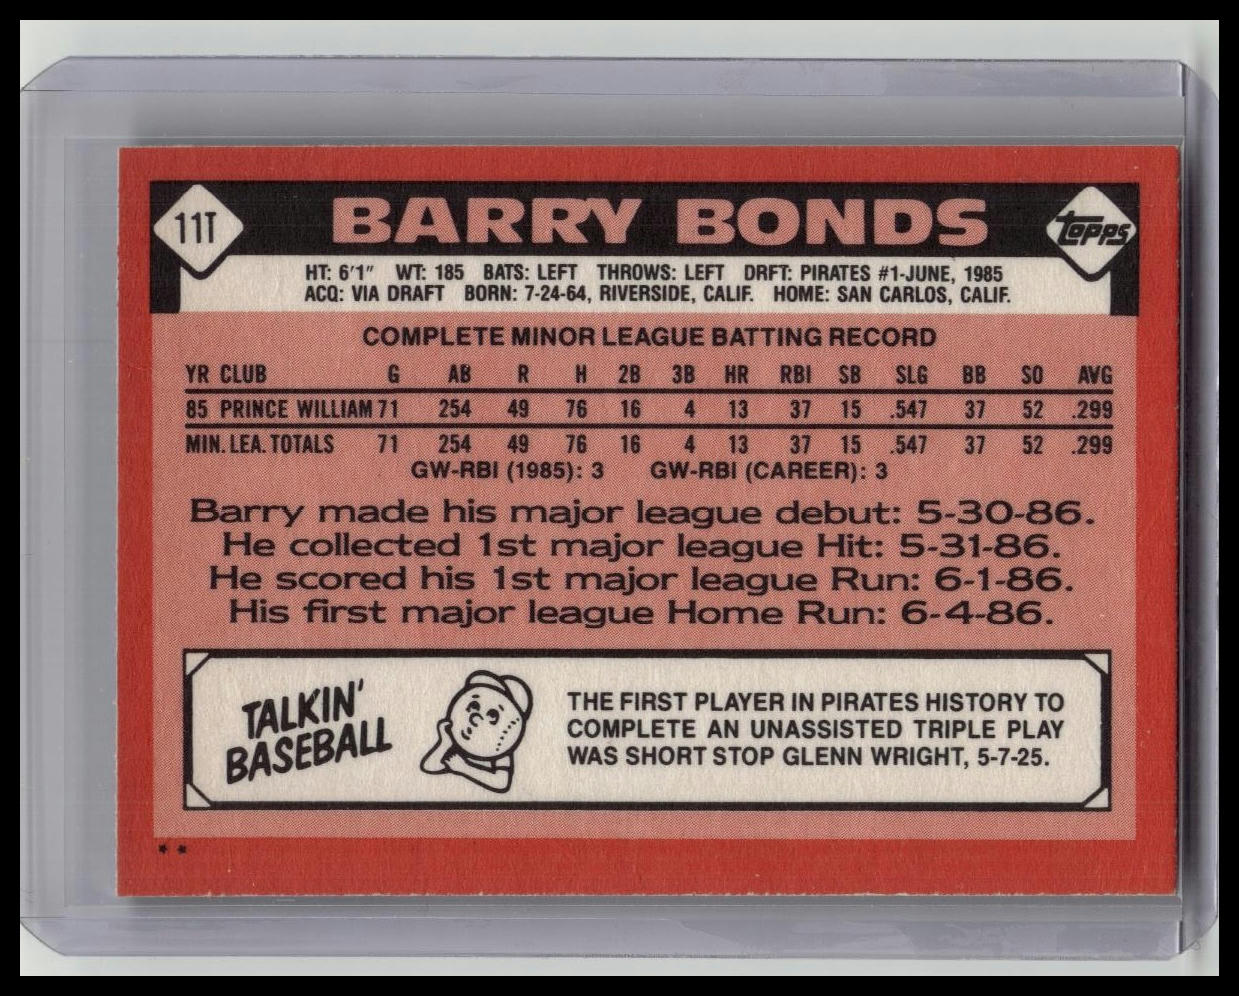 11T BARRY BONDS topps
HT: 6'1" WT: 185 BATS: LEFT THROWS: LEFT DRFT: PIRATES #1-JUNE, 1985
ACQ: VIA DRAFT BORN: 7-24-64, RIVERSIDE, CALIF. HOME: SAN CARLOS, CALIF.
COMPLETE MINOR LEAGUE BATTING RECORD
YR CLUB G AB R H 2B 3B HR RBI SB SLG BB SO AVG
85 PRINCE WILLIAM 71 254 49 76 16 4 13 37 15 .547 37 52 .299
MIN. LEA. TOTALS 71 254 49 76 16 4 13 37 15 .547 37 52 .299
GW-RBI (1985): 3 GW-RBI (CAREER): 3
Barry made his major league debut: 5-30-86.
He collected 1st major league Hit: 5-31-86.
He scored his 1st major league Run: 6-1-86.
His first major league Home Run: 6-4-86.
TALKIN'
BASEBALL
THE FIRST PLAYER IN PIRATES HISTORY TO
COMPLETE AN UNASSISTED TRIPLE PLAY
WAS SHORT STOP GLENN WRIGHT, 5-7-25.
* *